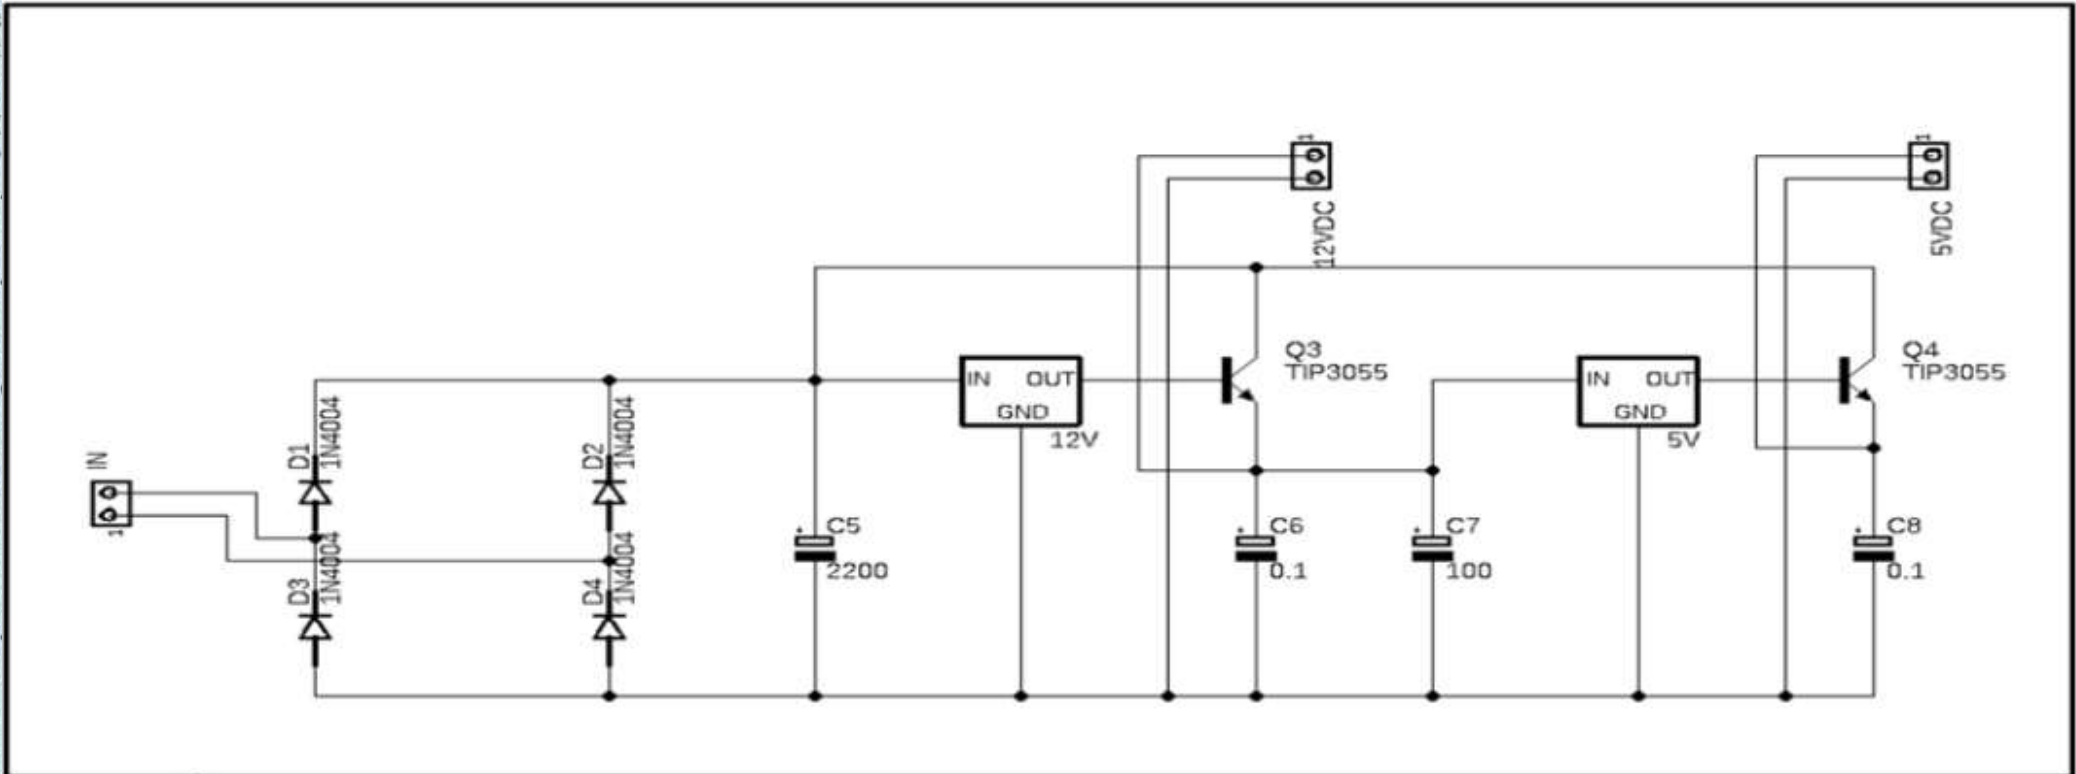 IN
1
D1
1N4004
D3
1N4004
D2
1N4004
D4
1N4004
+
C5
2200
IN OUT
GND
12V
1
12VDC
Q3
TIP3055
+
C6
0.1
+
C7
100
IN OUT
GND
5V
1
5VDC
Q4
TIP3055
+
C8
0.1